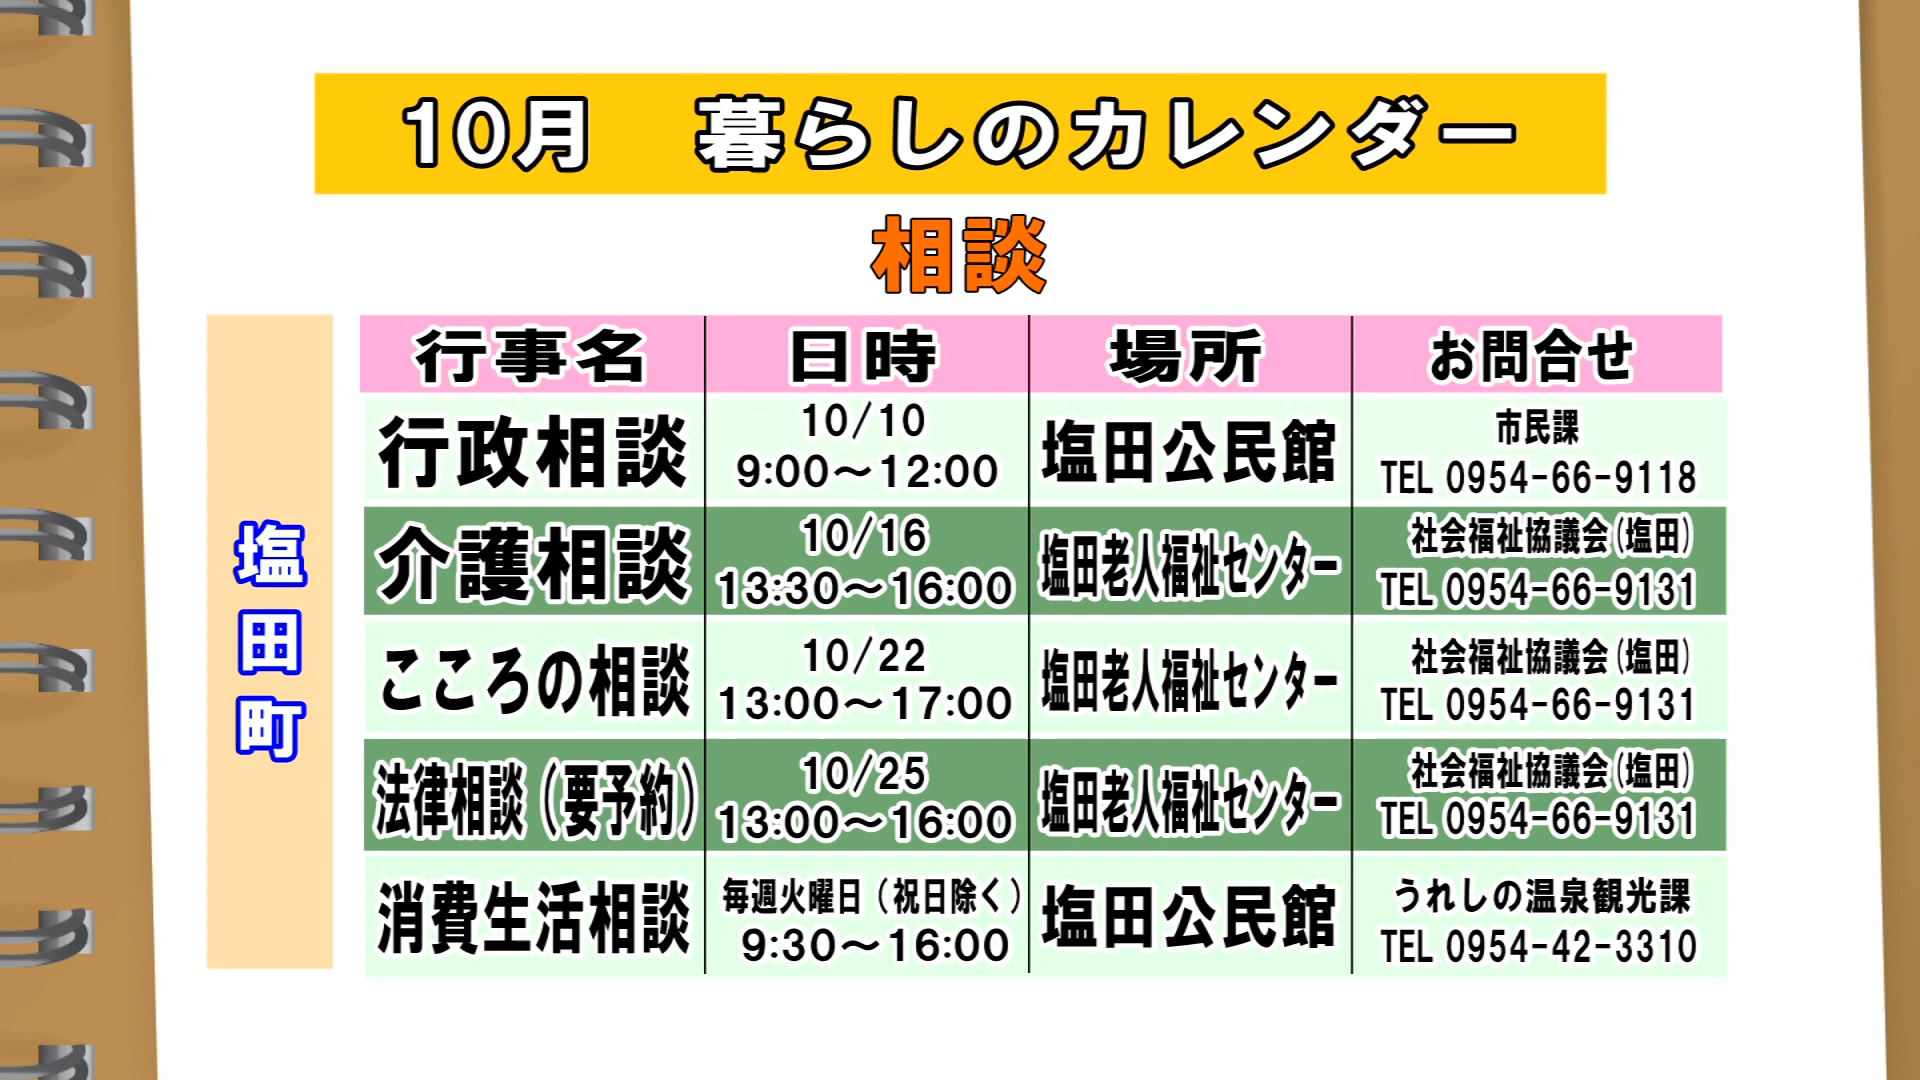 10月 暮らしのカレンダー
相談
塩田町
行事名 日時 場所 お問合せ
行政相談 10/10 9:00～12:00 塩田公民館 市民課 TEL 0954-66-9118
介護相談 10/16 13:30～16:00 塩田老人福祉センター 社会福祉協議会(塩田) TEL 0954-66-9131
こころの相談 10/22 13:00～17:00 塩田老人福祉センター 社会福祉協議会(塩田) TEL 0954-66-9131
法律相談（要予約） 10/25 13:00～16:00 塩田老人福祉センター 社会福祉協議会(塩田) TEL 0954-66-9131
消費生活相談 毎週火曜日（祝日除く） 9:30～16:00 塩田公民館 うれしの温泉観光課 TEL 0954-42-3310